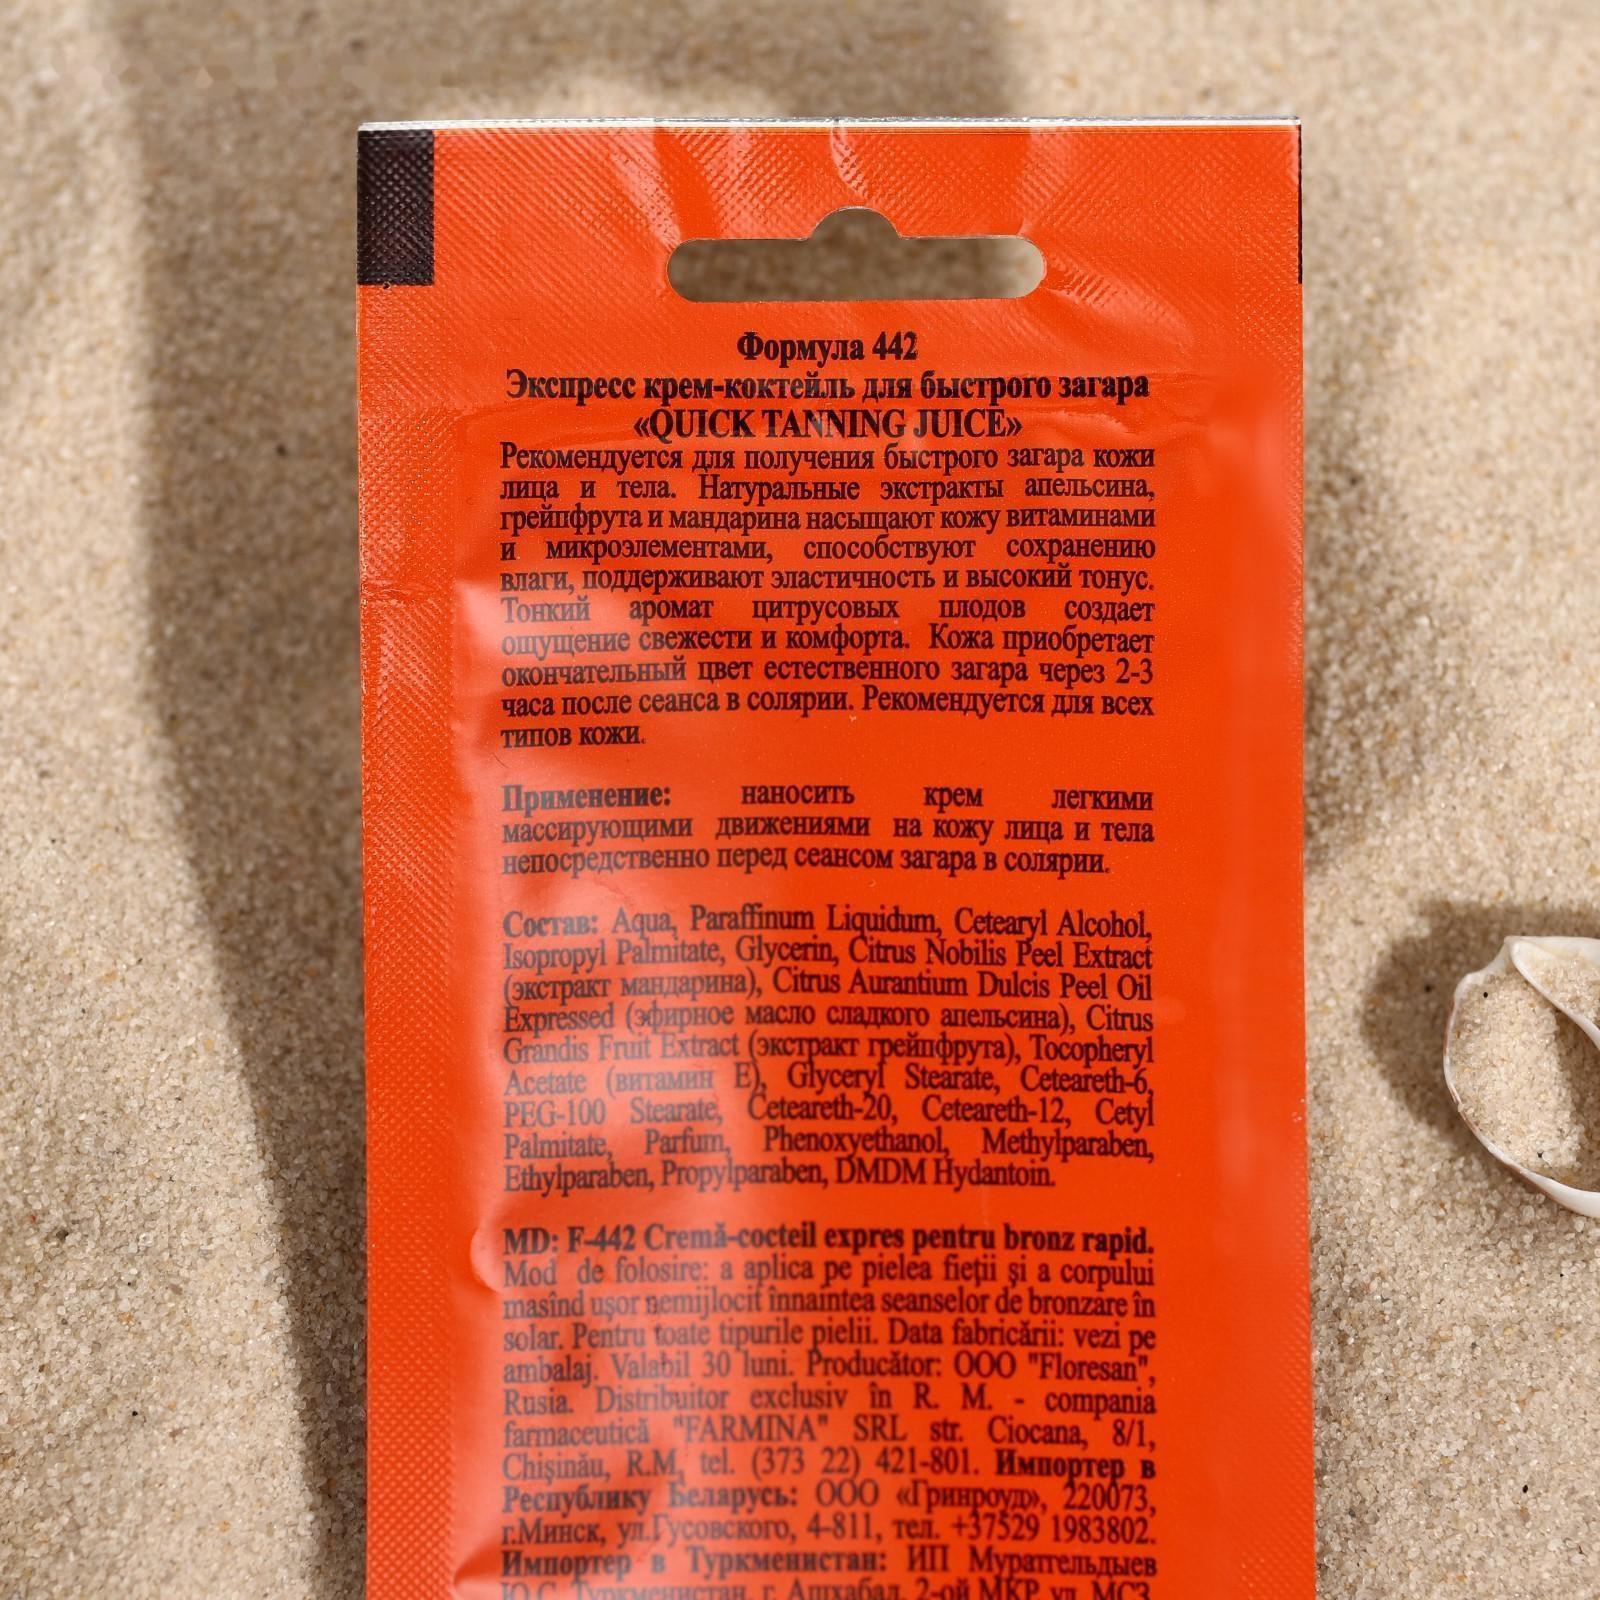 Формула 442
Экспресс крем-коктейль для быстрого загара
«QUICK TANNING JUICE»
Рекомендуется для получения быстрого загара кожи
лица и тела. Натуральные экстракты апельсина,
грейпфрута и мандарина насыщают кожу витаминами
и микроэлементами, способствуют сохранению
влаги, поддерживают эластичность и высокий тонус.
Тонкий аромат цитрусовых плодов создает
ощущение свежести и комфорта. Кожа приобретает
окончательный цвет естественного загара через 2-3
часа после сеанса в солярии. Рекомендуется для всех
типов кожи.
Применение: наносить крем легкими
массирующими движениями на кожу лица и тела
непосредственно перед сеансом загара в солярии.
Состав: Aqua, Paraffinum Liquidum, Cetearyl Alcohol,
Isopropyl Palmitate, Glycerin, Citrus Nobilis Peel Extract
(экстракт мандарина), Citrus Aurantium Dulcis Peel Oil
Expressed (эфирное масло сладкого апельсина), Citrus
Grandis Fruit Extract (экстракт грейпфрута), Tocopheryl
Acetate (витамин Е), Glyceryl Stearate, Ceteareth-6,
PEG-100 Stearate, Ceteareth-20, Ceteareth-12, Cetyl
Palmitate, Parfum, Phenoxyethanol, Methylparaben,
Ethylparaben, Propylparaben, DMDM Hydantoin.
MD: F-442 Cremă-cocteil expres pentru bronz rapid.
Mod de folosire: a aplica pe pielea fieţii şi a corpului
masînd uşor nemijlocit înnaintea seanselor de bronzare în
solar. Pentru toate tipurile pielii. Data fabricării: vezi pe
ambalaj. Valabil 30 luni. Producător: OOO "Floresan",
Rusia. Distribuitor exclusiv în R. M. - compania
farmaceutică "FARMINA" SRL str. Ciocana, 8/1,
Chişinău, R.M, tel. (373 22) 421-801. Импортер в
Республику Беларусь: ООО «Гринроуд», 220073,
г.Минск, ул.Гусовского, 4-811, тел. +37529 1983802.
Импортер в Туркменистан: ИП Мураттельдыев
Ю.С. Туркменистан, г. Ашхабад, 2-ой МКР, ул. МСЗ